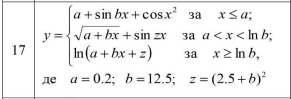 17
y = { a + sin bx + cos x² за x ≤ a;
√(a + bx) + sin zx за a < x < ln b;
ln(a + bx + z) за x ≥ ln b,
де a = 0.2; b = 12.5; z = (2.5 + b)²